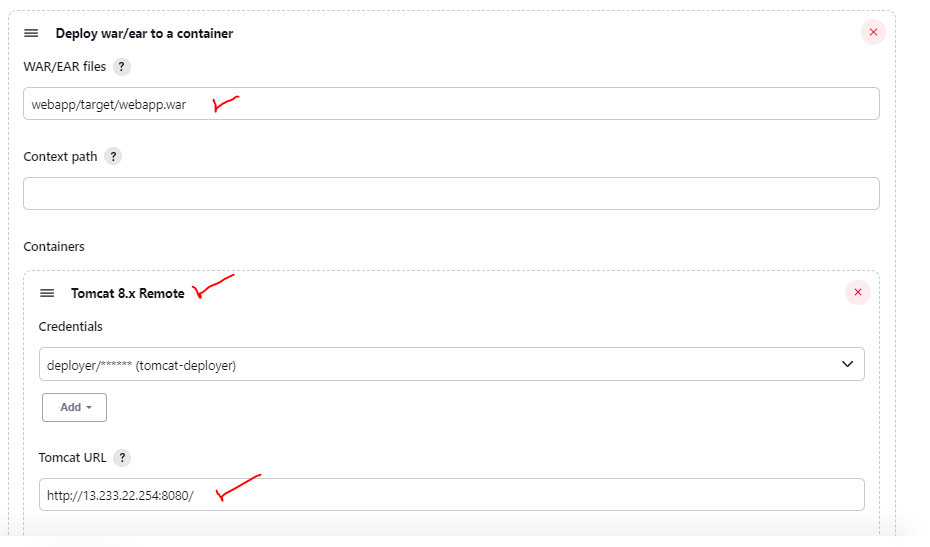 Deploy war/ear to a container
WAR/EAR files ?
webapp/target/webapp.war
Context path ?
Containers
Tomcat 8.x Remote
Credentials
deployer/****** (tomcat-deployer)
Add
Tomcat URL ?
http://13.233.22.254:8080/